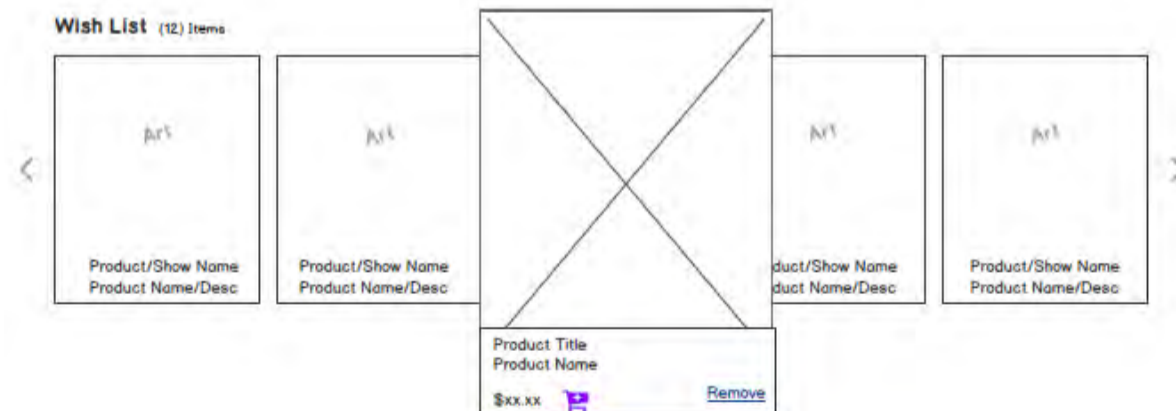 Wish List (12) Items
Art
Art
Art
Art
Product/Show Name
Product Name/Desc
Product/Show Name
Product Name/Desc
duct/Show Name
duct Name/Desc
Product/Show Name
Product Name/Desc
Product Title
Product Name
$xx.xx
Remove